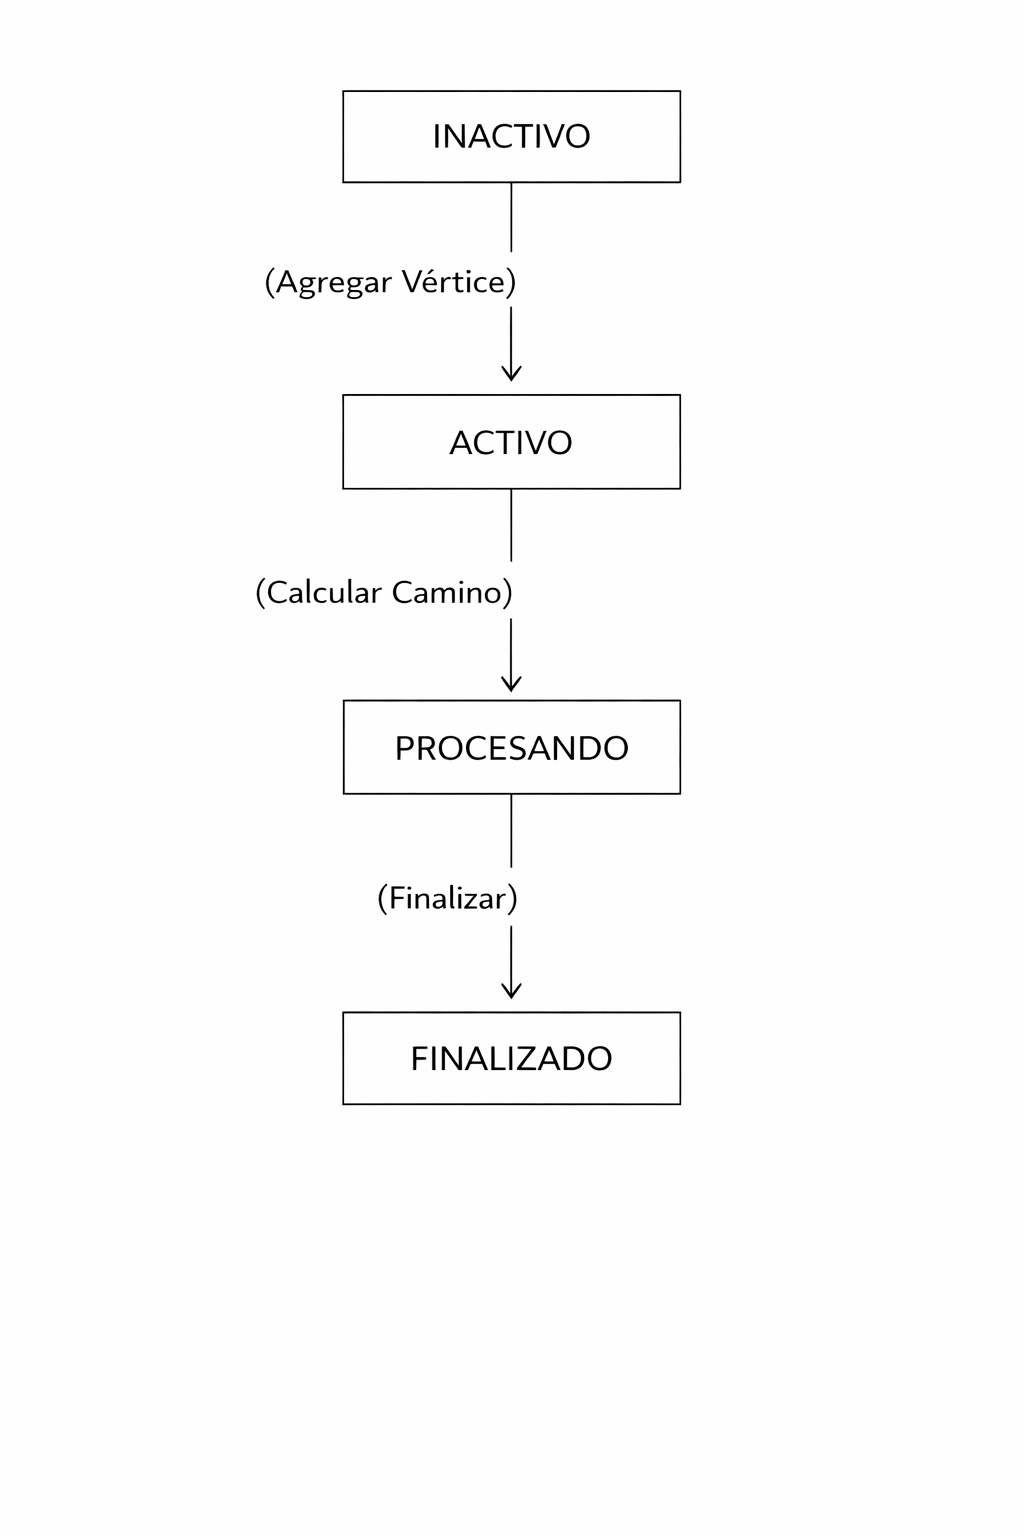 INACTIVO
(Agregar Vértice)
ACTIVO
(Calcular Camino)
PROCESANDO
(Finalizar)
FINALIZADO